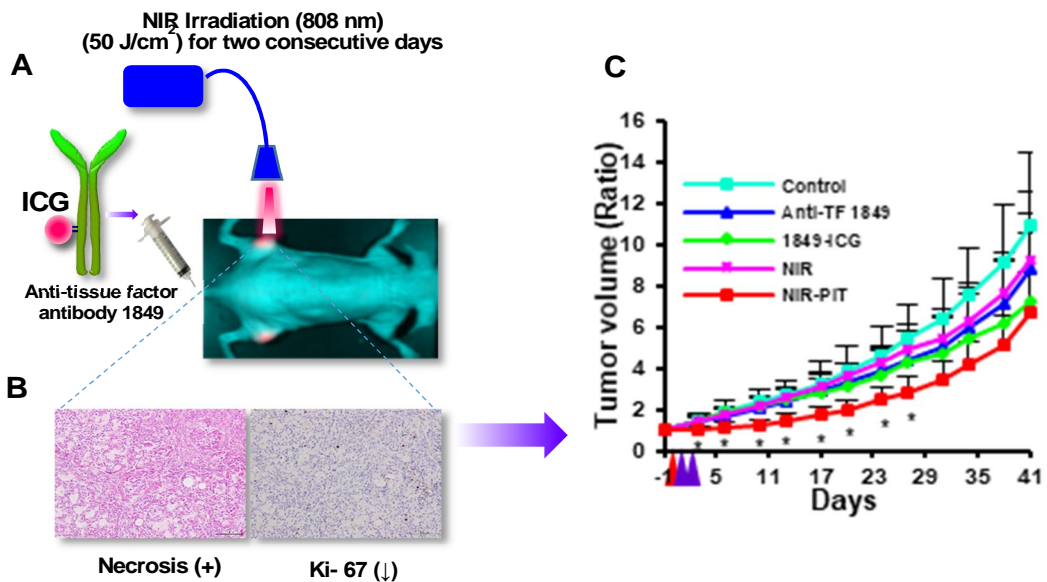 NIR Irradiation (808 nm)
(50 J/cm²) for two consecutive days
A
ICG
Anti-tissue factor
antibody 1849
B
Necrosis (+)
Ki- 67 (↓)
C
Tumor volume (Ratio)
16
14
12
10
8
6
4
2
0
Control
Anti-TF 1849
1849-ICG
NIR
NIR-PIT
* * * * * * * *
-1 5 11 17 23 29 35 41
Days